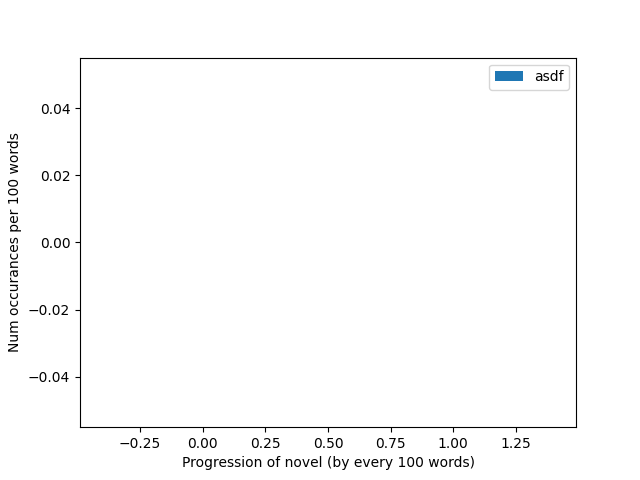 asdf
0.04
0.02
0.00
−0.02
−0.04
Num occurances per 100 words
−0.25 0.00 0.25 0.50 0.75 1.00 1.25
Progression of novel (by every 100 words)